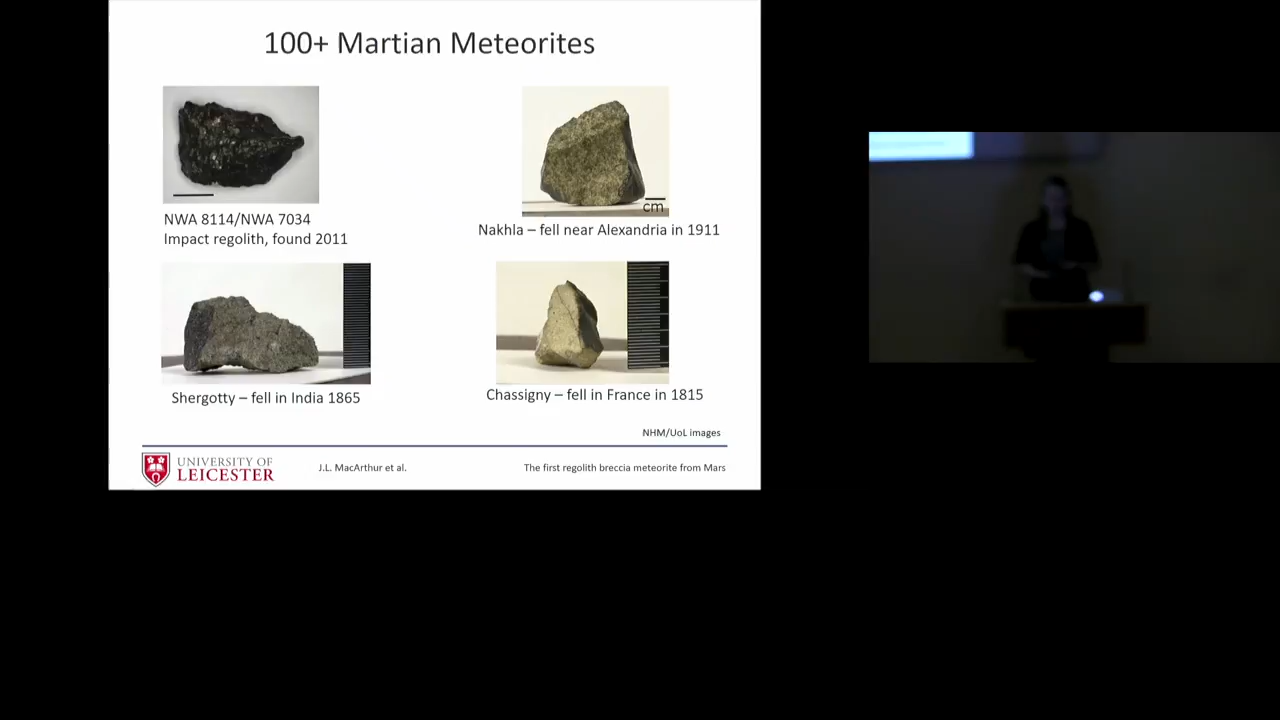 100+ Martian Meteorites
NWA 8114/NWA 7034
Impact regolith, found 2011
cm
Nakhla – fell near Alexandria in 1911
Shergotty – fell in India 1865
Chassigny – fell in France in 1815
NHM/UoL images
UNIVERSITY OF
LEICESTER
J.L. MacArthur et al.
The first regolith breccia meteorite from Mars